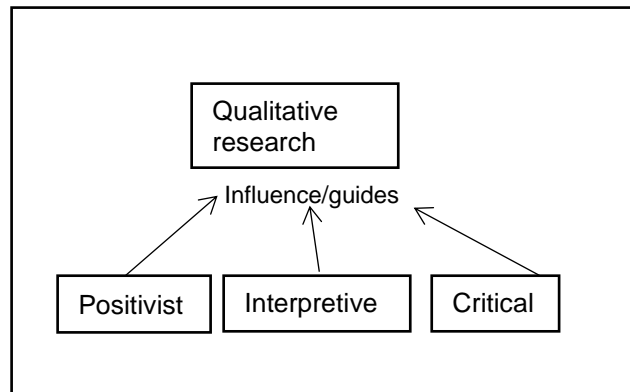 Qualitative
research
Influence/guides
Positivist
Interpretive
Critical